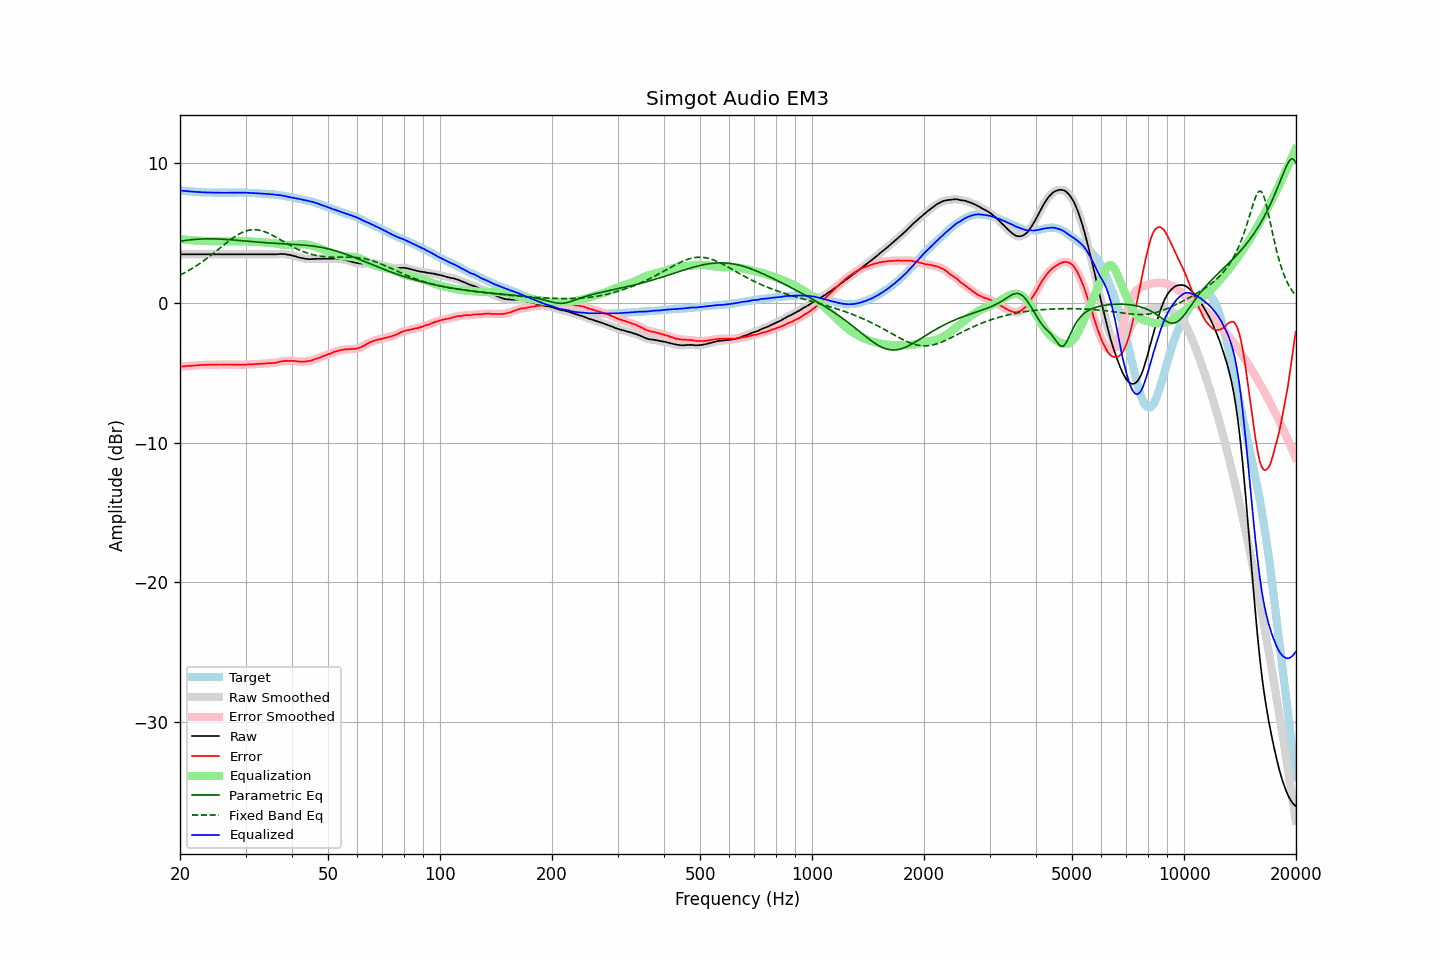 Simgot Audio EM3
10
0
−10
−20
−30
Amplitude (dBr)
Target
Raw Smoothed
Error Smoothed
Raw
Error
Equalization
Parametric Eq
Fixed Band Eq
Equalized
20 50 100 200 500 1000 2000 5000 10000 20000
Frequency (Hz)